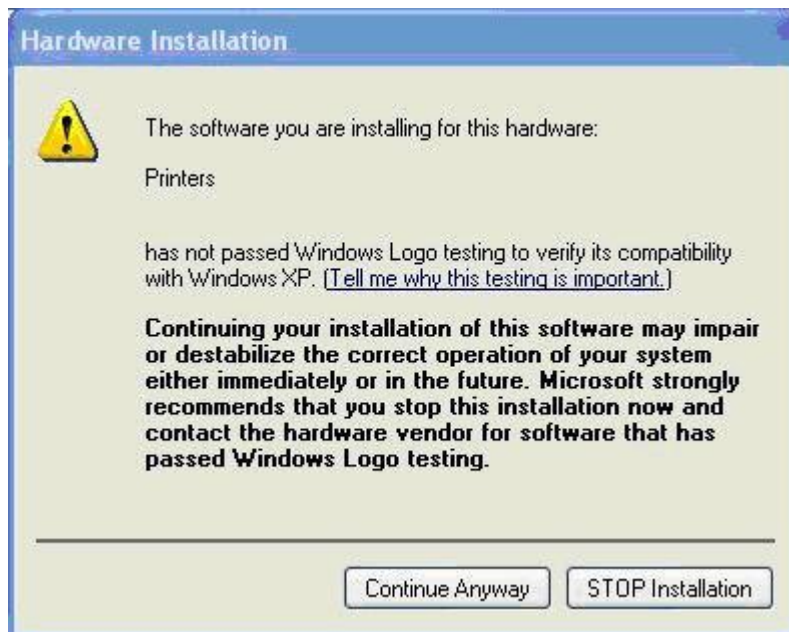 Hardware Installation
The software you are installing for this hardware:
Printers
has not passed Windows Logo testing to verify its compatibility
with Windows XP. (Tell me why this testing is important.)
Continuing your installation of this software may impair
or destabilize the correct operation of your system
either immediately or in the future. Microsoft strongly
recommends that you stop this installation now and
contact the hardware vendor for software that has
passed Windows Logo testing.
Continue Anyway
STOP Installation